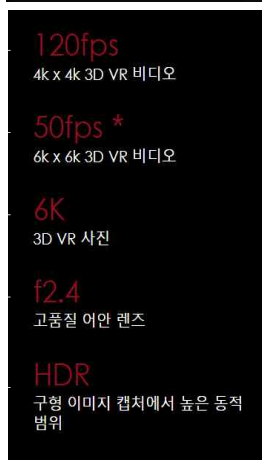 120fps
4k x 4k 3D VR 비디오
50fps *
6k x 6k 3D VR 비디오
6K
3D VR 사진
f2.4
고품질 어안 렌즈
HDR
구형 이미지 캡처에서 높은 동적
범위